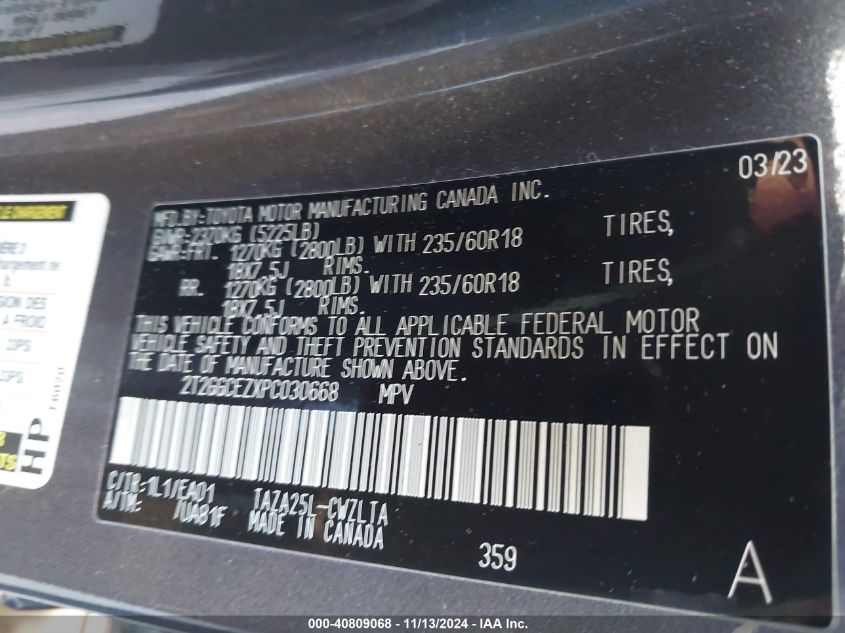 03/23
MFD.BY:TOYOTA MOTOR MANUFACTURING CANADA INC.
GVWR:2370KG (5225LB)
GAWR:FRT. 1270KG (2800LB) WITH 235/60R18 TIRES,
18X7.5J RIMS.
RR. 1270KG (2800LB) WITH 235/60R18 TIRES,
18X7.5J RIMS.
THIS VEHICLE CONFORMS TO ALL APPLICABLE FEDERAL MOTOR
VEHICLE SAFETY AND THEFT PREVENTION STANDARDS IN EFFECT ON
THE DATE OF MANUFACTURE SHOWN ABOVE.
2T2GGCEZXPC030668 MPV
C/TR:1L1/EA01 TAZA25L-CWZLTA
A/TM: /UA81F MADE IN CANADA
359
A
DES
A FROID
HP
000-40809068 - 11/13/2024 - IAA Inc.